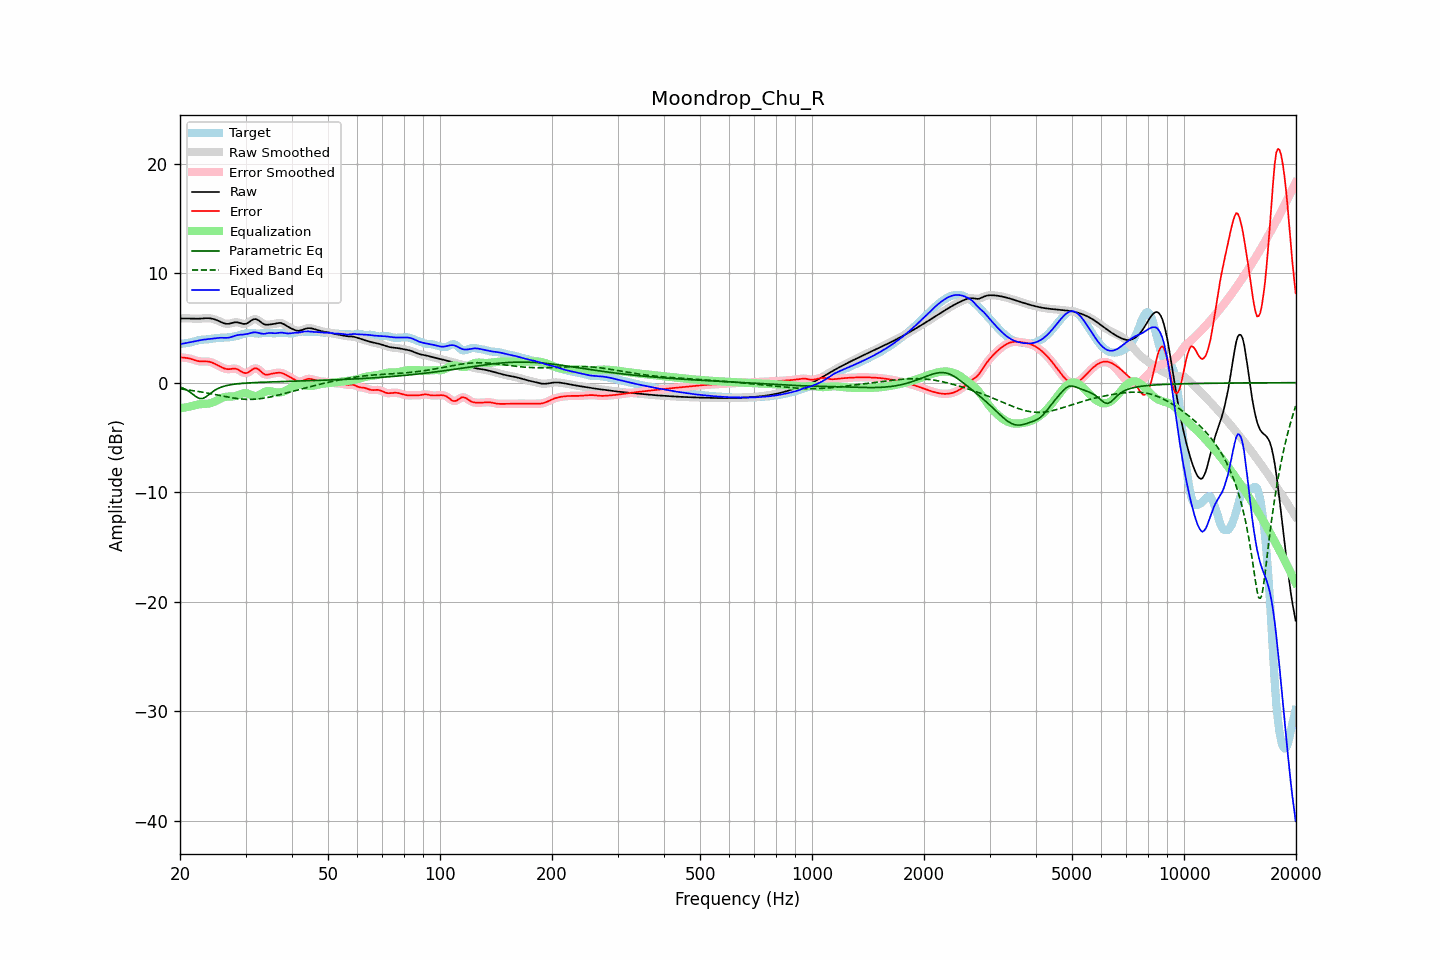 Moondrop_Chu_R
Target
Raw Smoothed
Error Smoothed
Raw
Error
Equalization
Parametric Eq
Fixed Band Eq
Equalized
20
10
0
−10
−20
−30
−40
Amplitude (dBr)
20 50 100 200 500 1000 2000 5000 10000 20000
Frequency (Hz)